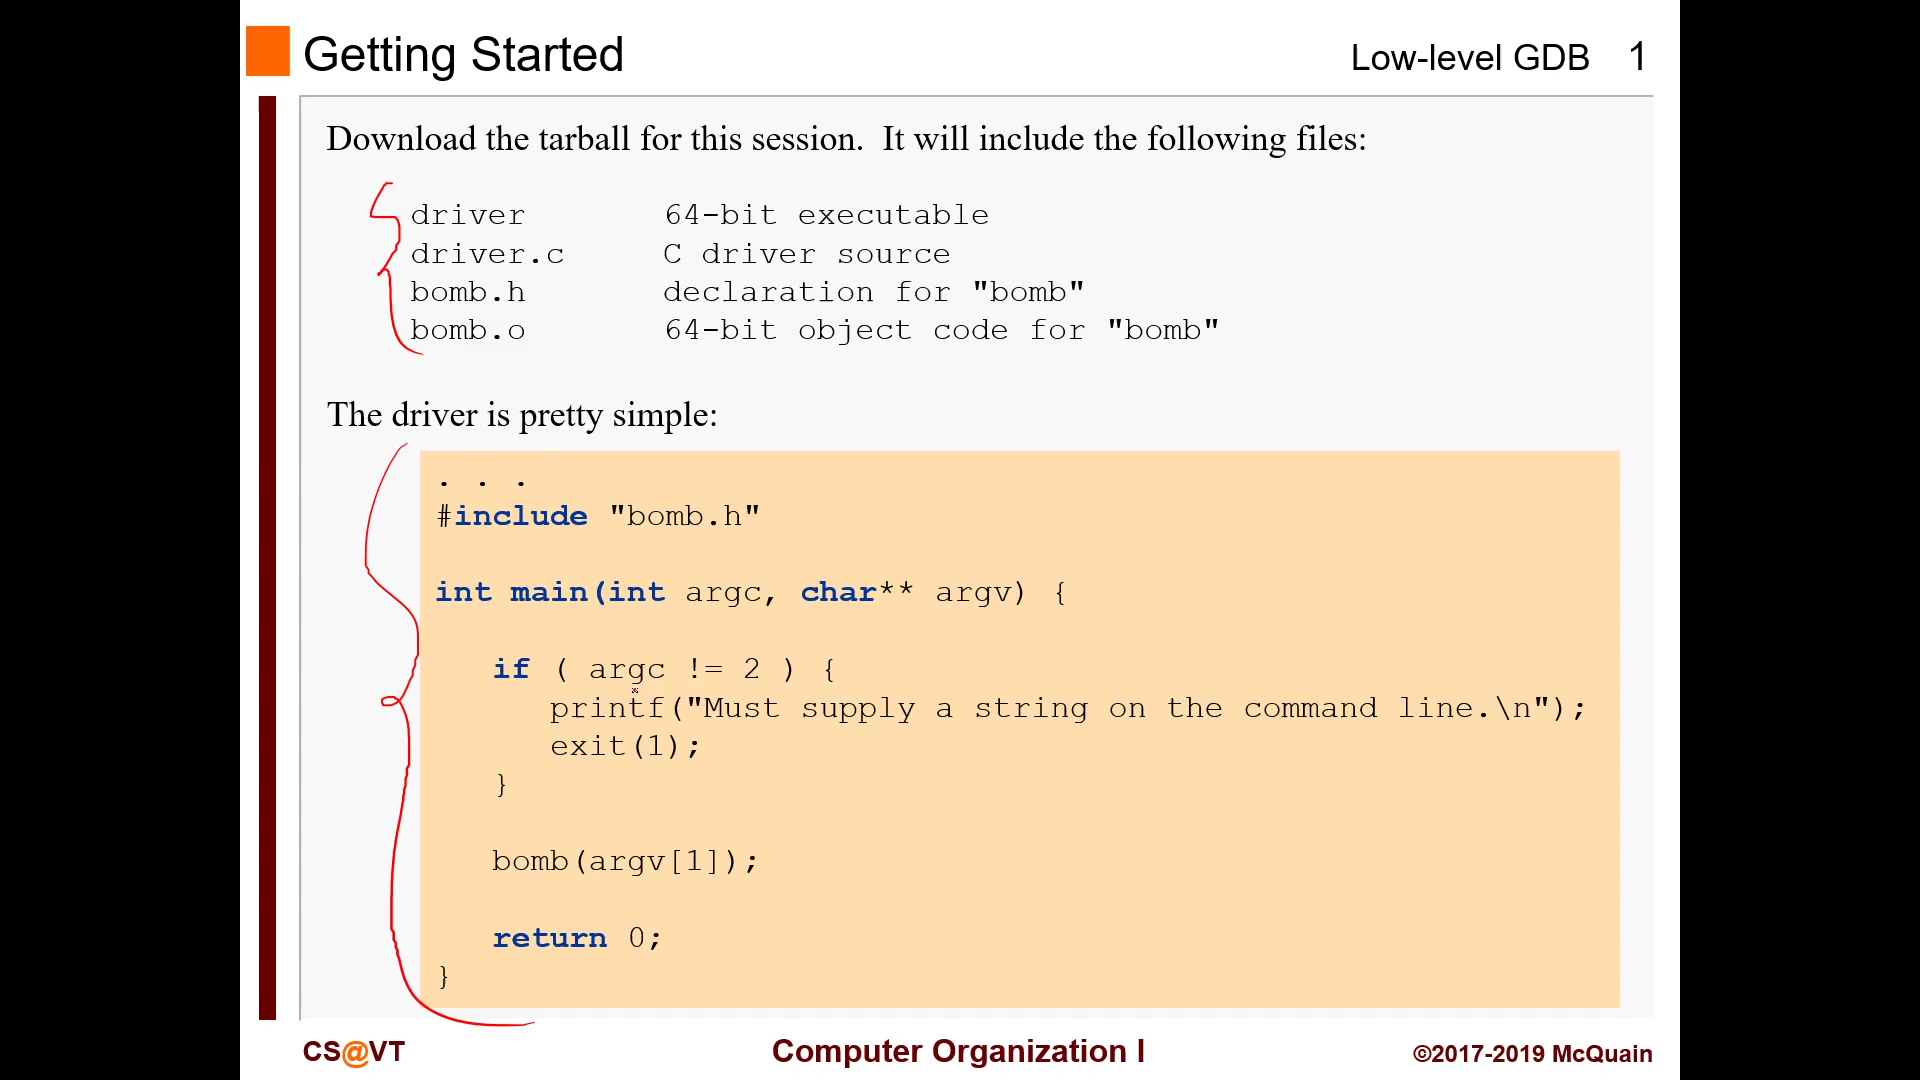 Getting Started
Low-level GDB 1
Download the tarball for this session.  It will include the following files:
driver 64-bit executable
driver.c C driver source
bomb.h declaration for "bomb"
bomb.o 64-bit object code for "bomb"
The driver is pretty simple:
. . .
#include "bomb.h"
int main(int argc, char** argv) {
if ( argc != 2 ) {
printf("Must supply a string on the command line.\n");
exit(1);
}
bomb(argv[1]);
return 0;
}
CS@VT
Computer Organization I
©2017-2019 McQuain